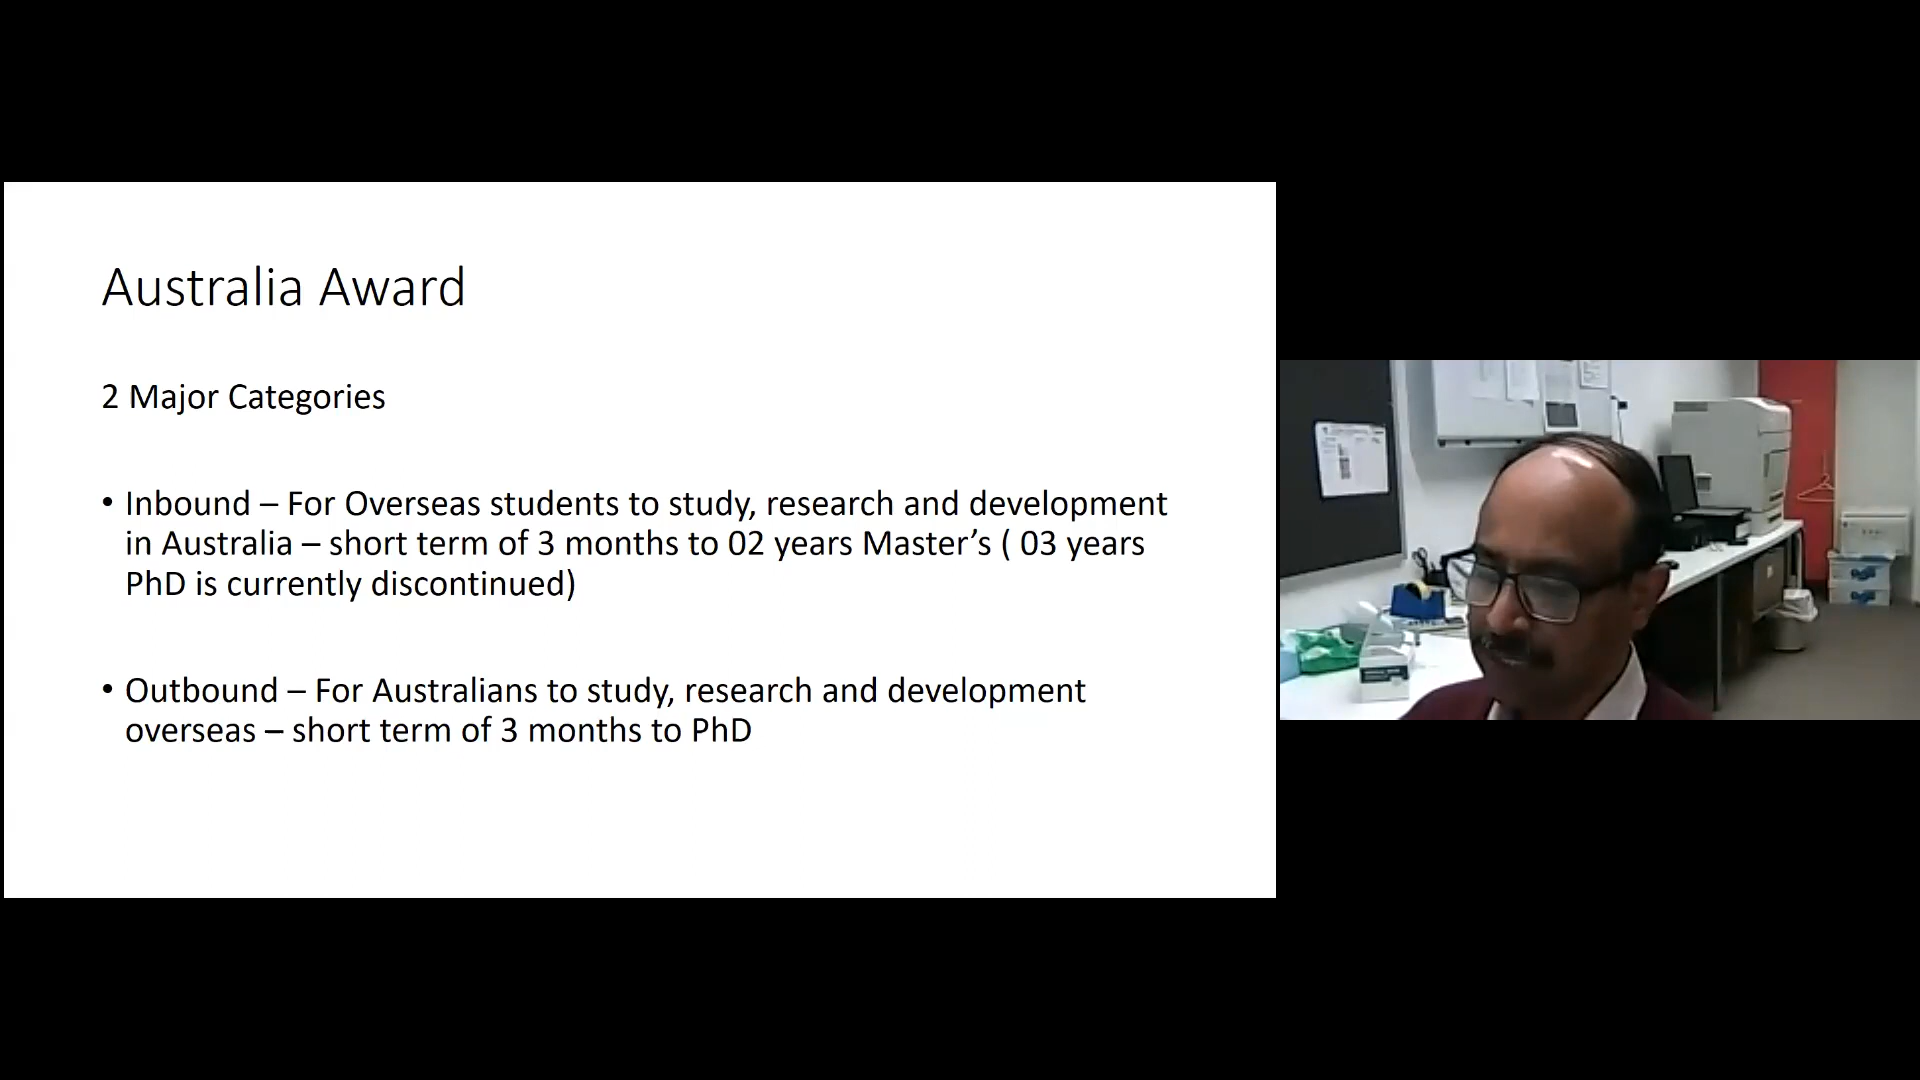 Australia Award
2 Major Categories
• Inbound – For Overseas students to study, research and development
in Australia – short term of 3 months to 02 years Master’s ( 03 years
PhD is currently discontinued)
• Outbound – For Australians to study, research and development
overseas – short term of 3 months to PhD